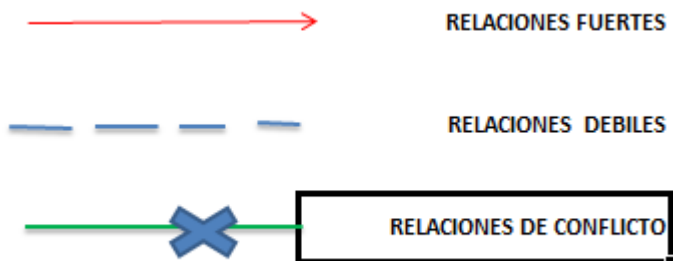 RELACIONES FUERTES
RELACIONES DEBILES
RELACIONES DE CONFLICTO